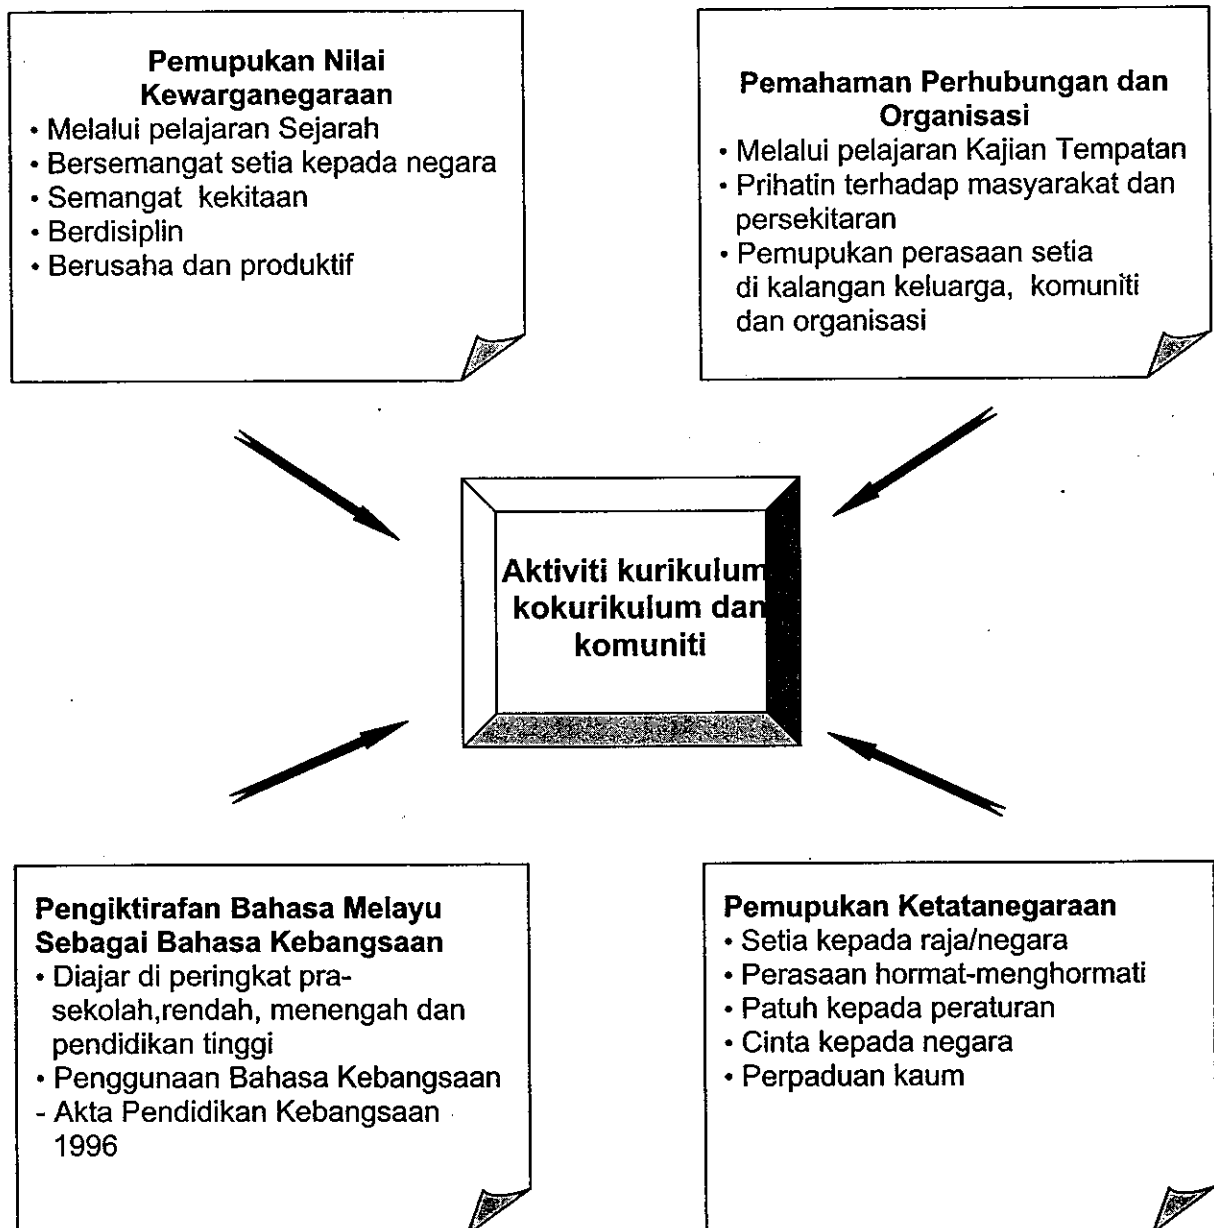 Pemupukan Nilai
Kewarganegaraan
• Melalui pelajaran Sejarah
• Bersemangat setia kepada negara
• Semangat kekitaan
• Berdisiplin
• Berusaha dan produktif
Pemahaman Perhubungan dan
Organisasi
• Melalui pelajaran Kajian Tempatan
• Prihatin terhadap masyarakat dan
persekitaran
• Pemupukan perasaan setia
di kalangan keluarga, komuniti
dan organisasi
Aktiviti kurikulum
kokurikulum dan
komuniti
Pengiktirafan Bahasa Melayu
Sebagai Bahasa Kebangsaan
• Diajar di peringkat pra-
sekolah,rendah, menengah dan
pendidikan tinggi
• Penggunaan Bahasa Kebangsaan
- Akta Pendidikan Kebangsaan
1996
Pemupukan Ketatanegaraan
• Setia kepada raja/negara
• Perasaan hormat-menghormati
• Patuh kepada peraturan
• Cinta kepada negara
• Perpaduan kaum